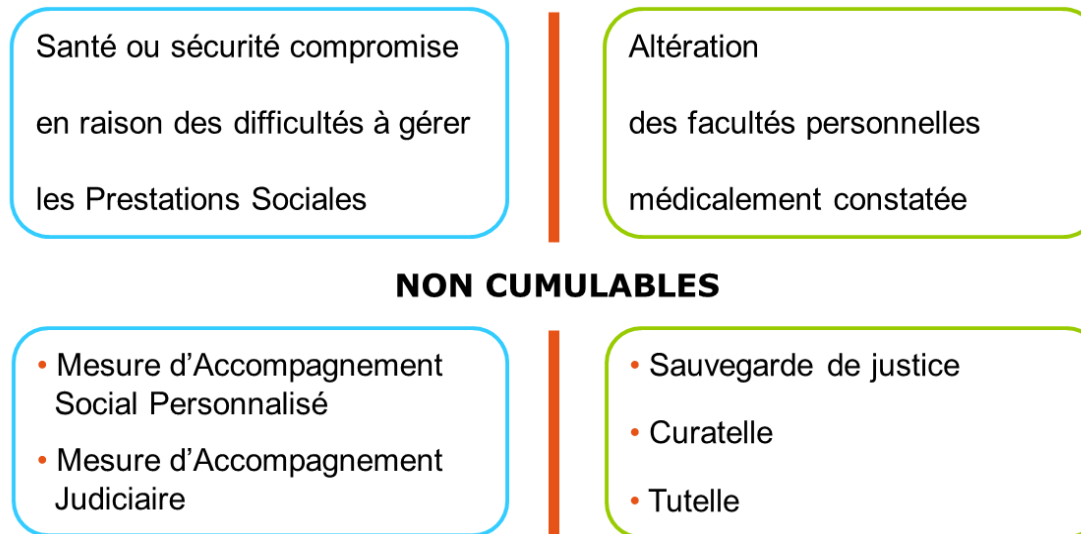 Santé ou sécurité compromise
en raison des difficultés à gérer
les Prestations Sociales
Altération
des facultés personnelles
médicalement constatée
NON CUMULABLES
• Mesure d’Accompagnement
Social Personnalisé
• Mesure d’Accompagnement
Judiciaire
• Sauvegarde de justice
• Curatelle
• Tutelle